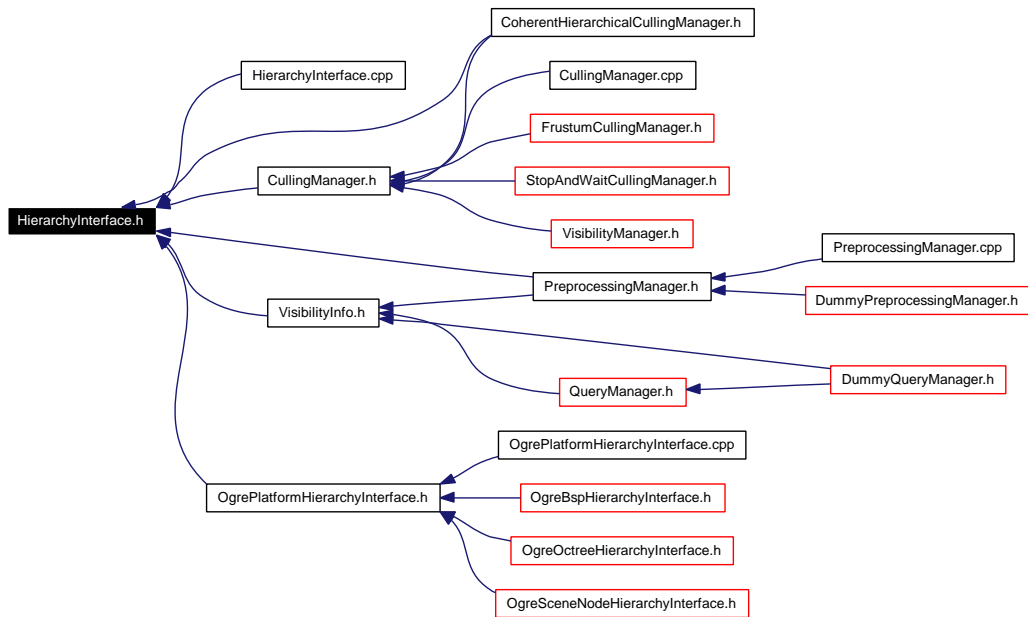 CoherentHierarchicalCullingManager.h
HierarchyInterface.cpp
CullingManager.cpp
FrustumCullingManager.h
CullingManager.h
StopAndWaitCullingManager.h
HierarchyInterface.h
VisibilityManager.h
PreprocessingManager.cpp
PreprocessingManager.h
DummyPreprocessingManager.h
VisibilityInfo.h
DummyQueryManager.h
QueryManager.h
OgrePlatformHierarchyInterface.cpp
OgrePlatformHierarchyInterface.h
OgreBspHierarchyInterface.h
OgreOctreeHierarchyInterface.h
OgreSceneNodeHierarchyInterface.h